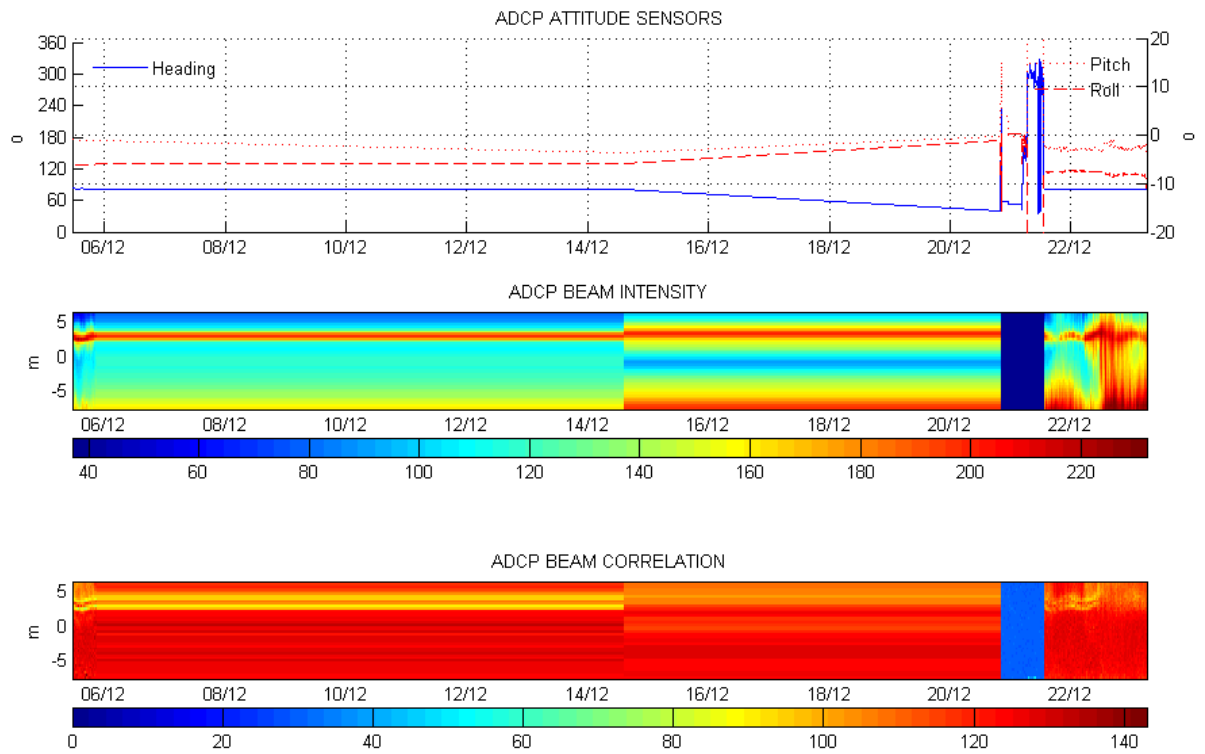 ADCP ATTITUDE SENSORS
360 300 240 180 120 60 0
20 10 0 -10 -20
Heading
Pitch
Roll
o
o
06/12 08/12 10/12 12/12 14/12 16/12 18/12 20/12 22/12
ADCP BEAM INTENSITY
5 0 -5
m
06/12 08/12 10/12 12/12 14/12 16/12 18/12 20/12 22/12
40 60 80 100 120 140 160 180 200 220
ADCP BEAM CORRELATION
5 0 -5
m
06/12 08/12 10/12 12/12 14/12 16/12 18/12 20/12 22/12
0 20 40 60 80 100 120 140